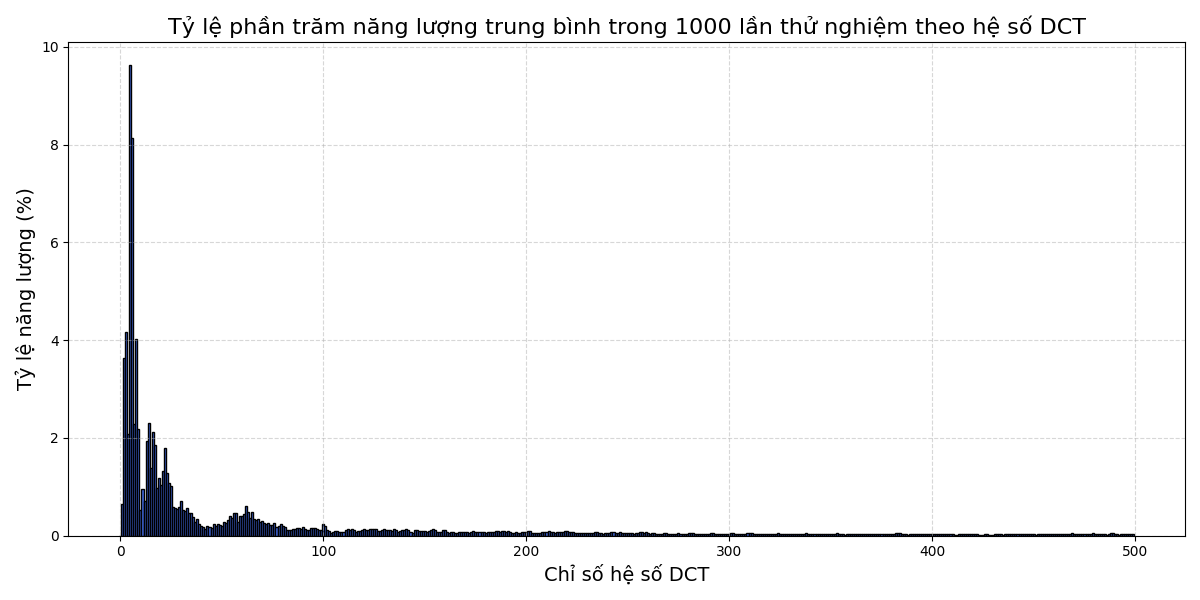 Tỷ lệ phần trăm năng lượng trung bình trong 1000 lần thử nghiệm theo hệ số DCT
Tỷ lệ năng lượng (%)
10
8
6
4
2
0
0 100 200 300 400 500
Chỉ số hệ số DCT